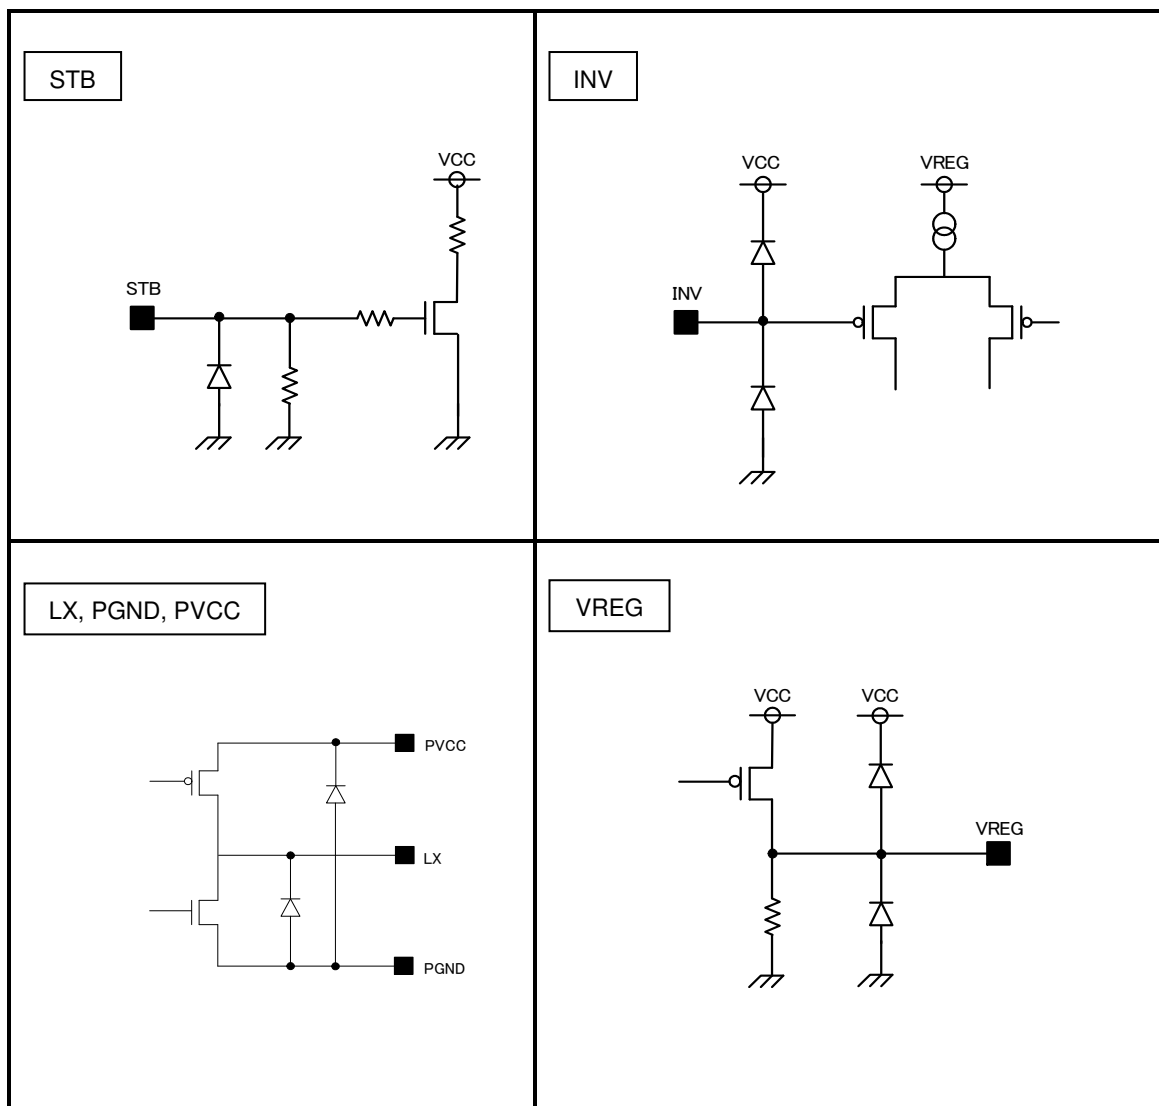 STB
VCC
STB
INV
VCC
VREG
INV
LX, PGND, PVCC
PVCC
LX
PGND
VREG
VCC
VCC
VREG